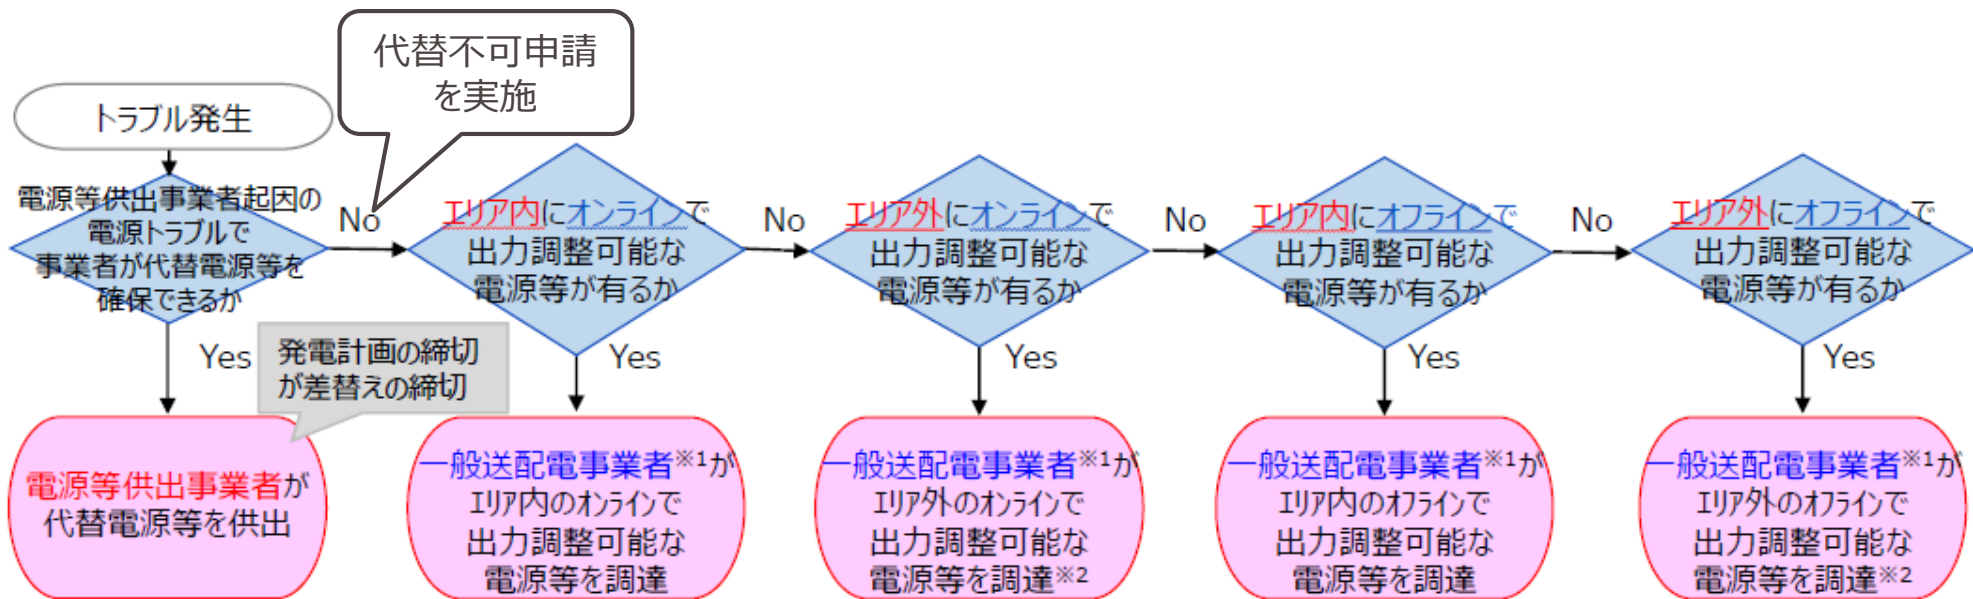 代替不可申請
を実施
トラブル発生
電源等供出事業者起因の
電源トラブルで
事業者が代替電源等を
確保できるか
No
エリア内にオンラインで
出力調整可能な
電源等が有るか
No
エリア外にオンラインで
出力調整可能な
電源等が有るか
No
エリア内にオフラインで
出力調整可能な
電源等が有るか
No
エリア外にオフラインで
出力調整可能な
電源等が有るか
Yes
発電計画の締切
が差替えの締切
Yes
Yes
Yes
Yes
電源等供出事業者が
代替電源等を供出
一般送配電事業者※1が
エリア内のオンラインで
出力調整可能な
電源等を調達
一般送配電事業者※1が
エリア外のオンラインで
出力調整可能な
電源等を調達※2
一般送配電事業者※1が
エリア内のオフラインで
出力調整可能な
電源等を調達
一般送配電事業者※1が
エリア外のオフラインで
出力調整可能な
電源等を調達※2